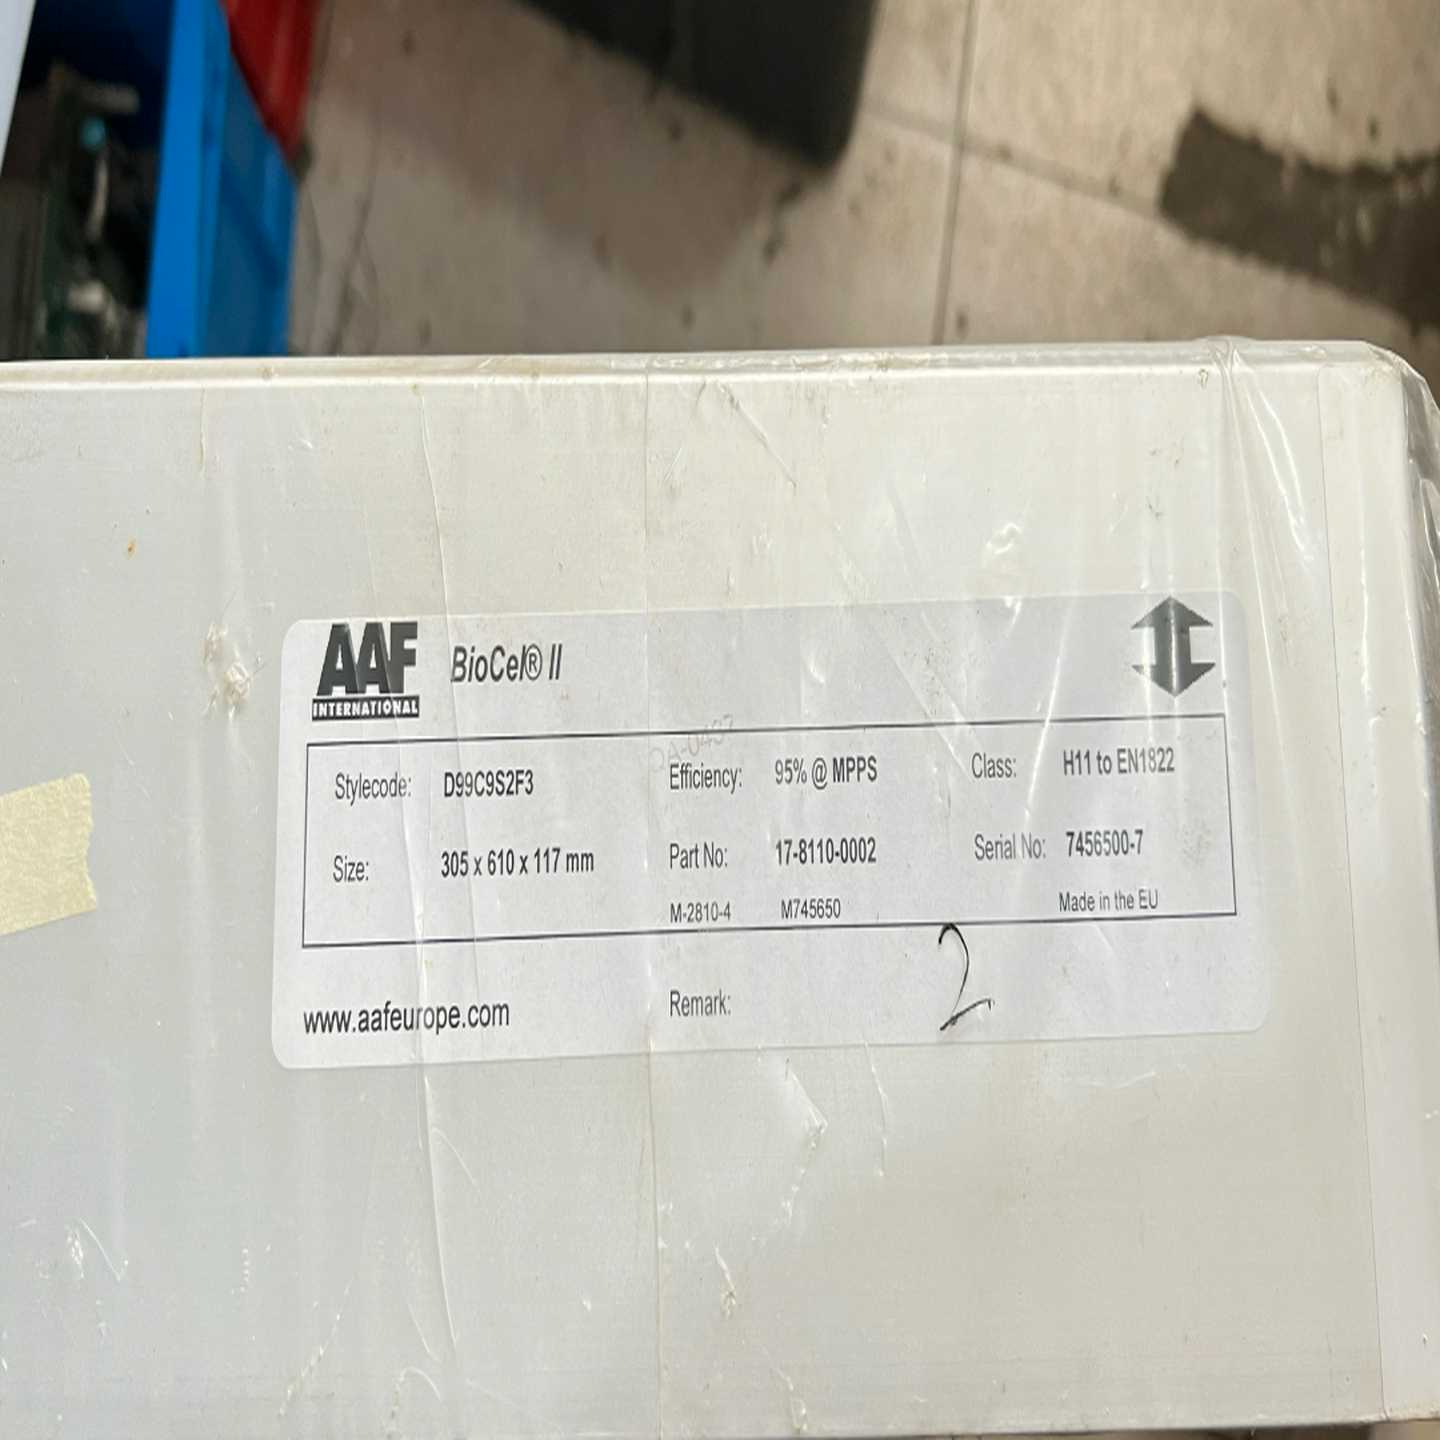 AAF
INTERNATIONAL
BioCel® II
Stylecode: D99C9S2F3 Efficiency: 95% @ MPPS Class: H11 to EN1822
Size: 305 x 610 x 117 mm Part No: 17-8110-0002 Serial No: 7456500-7
M-2810-4 M745650 Made in the EU
www.aafeurope.com Remark: 2